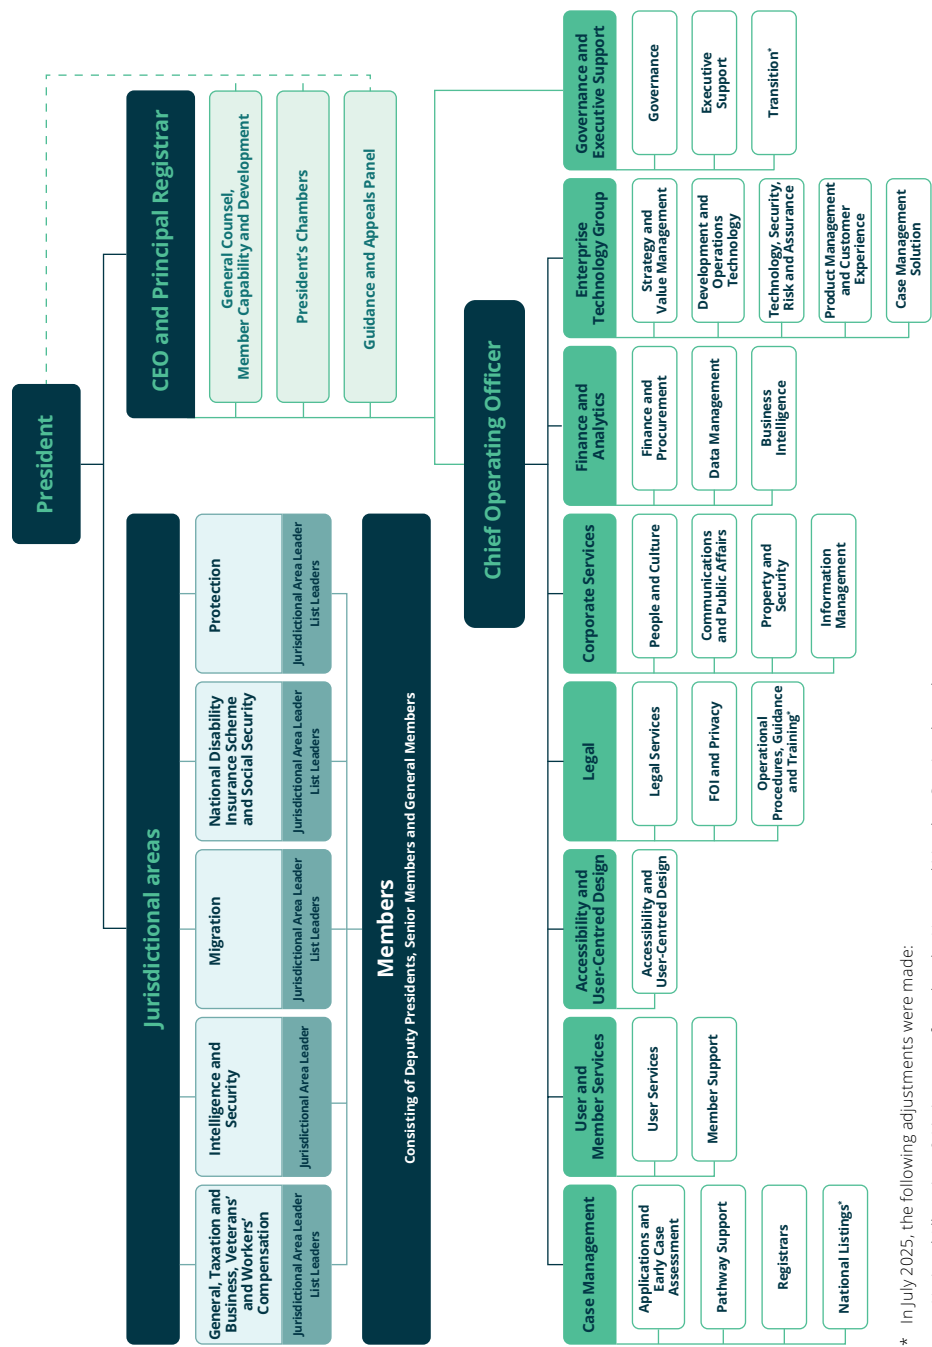 President
Jurisdictional areas
General, Taxation and
Business, Veterans’
and Workers’
Compensation
Jurisdictional Area Leader
List Leaders
Intelligence and
Security
Jurisdictional Area Leader
Migration
Jurisdictional Area Leader
List Leaders
National Disability
Insurance Scheme
and Social Security
Jurisdictional Area Leader
List Leaders
Protection
Jurisdictional Area Leader
List Leaders
Members
Consisting of Deputy Presidents, Senior Members and General Members
CEO and Principal Registrar
General Counsel,
Member Capability and Development
President’s Chambers
Guidance and Appeals Panel
Chief Operating Officer
Case Management
Applications and
Early Case
Assessment
Pathway Support
Registrars
National Listings*
User and
Member Services
User Services
Member Support
Accessibility and
User-Centred Design
Accessibility and
User-Centred Design
Legal
Legal Services
FOI and Privacy
Operational
Procedures, Guidance
and Training*
Corporate Services
People and Culture
Communications
and Public Affairs
Property and
Security
Information
Management
Finance and
Analytics
Finance and
Procurement
Data Management
Business
Intelligence
Enterprise
Technology Group
Strategy and
Value Management
Development and
Operations
Technology
Technology, Security,
Risk and Assurance
Product Management
and Customer
Experience
Case Management
Solution
Governance and
Executive Support
Governance
Executive
Support
Transition*
* In July 2025, the following adjustments were made: